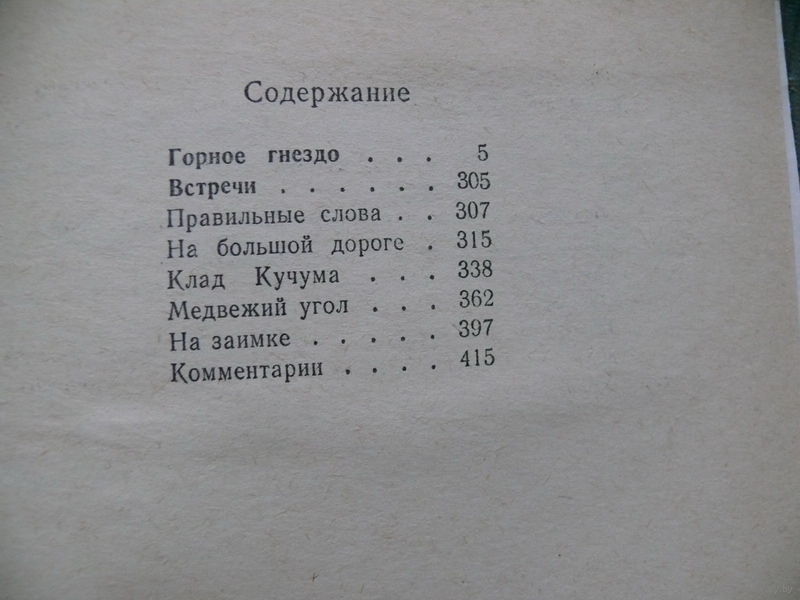 Содержание
Горное гнездо . . . 5
Встречи . . . . . . 305
Правильные слова . . 307
На большой дороге . 315
Клад Кучума . . . 338
Медвежий угол . . . 362
На заимке . . . . . 397
Комментарии . . . . 415